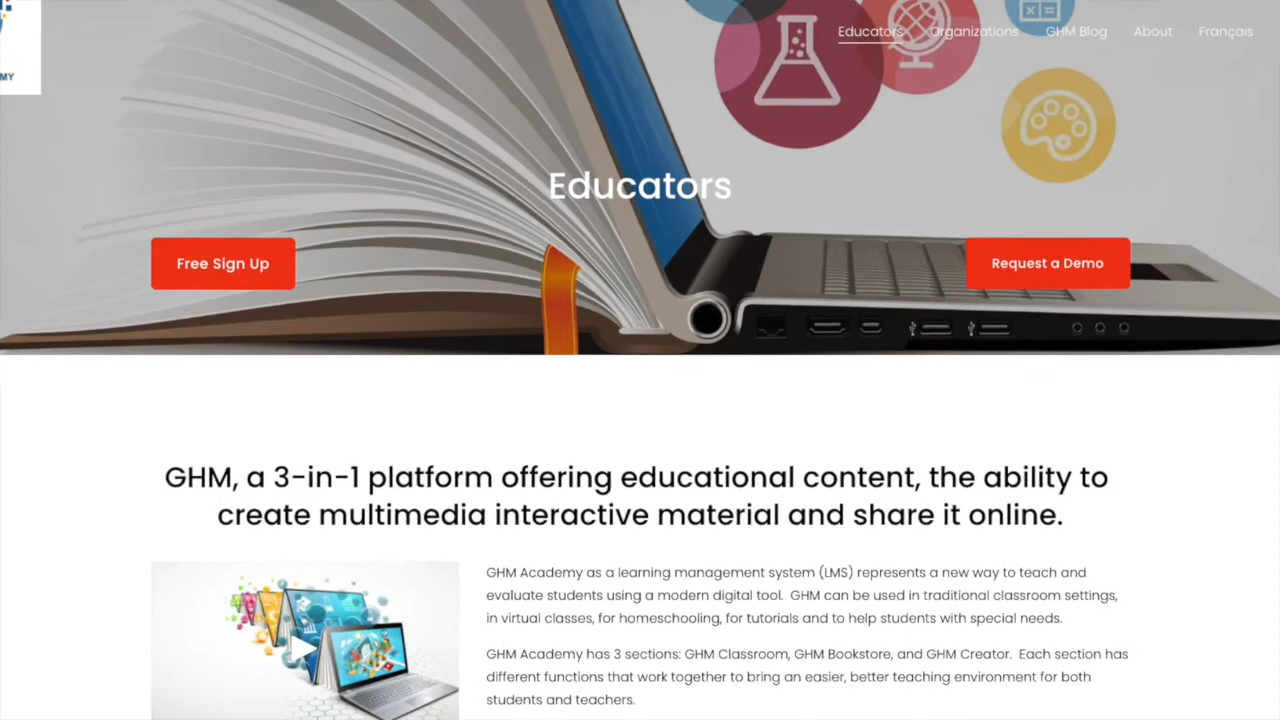 MY
Educators Organizations GHM Blog About Français
Educators
Free Sign Up
Request a Demo
GHM, a 3-in-1 platform offering educational content, the ability to
create multimedia interactive material and share it online.
GHM Academy as a learning management system (LMS) represents a new way to teach and
evaluate students using a modern digital tool. GHM can be used in traditional classroom settings,
in virtual classes, for homeschooling, for tutorials and to help students with special needs.
GHM Academy has 3 sections: GHM Classroom, GHM Bookstore, and GHM Creator. Each section has
different functions that work together to bring an easier, better teaching environment for both
students and teachers.